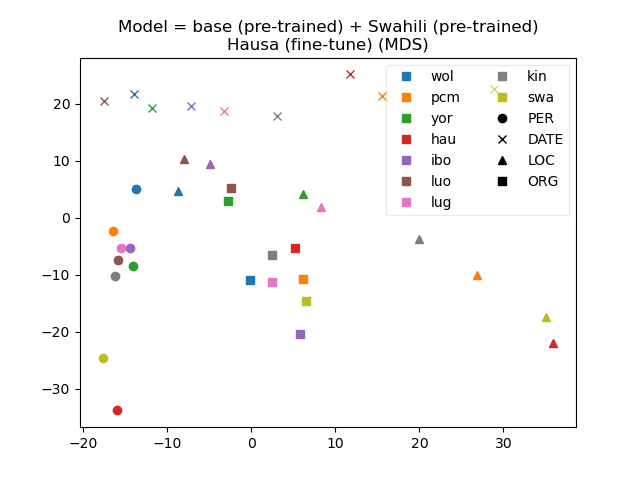 Model = base (pre-trained) + Swahili (pre-trained)
Hausa (fine-tune) (MDS)
20
10
0
−10
−20
−30
−20
−10
0
10
20
30
wol
pcm
yor
hau
ibo
luo
lug
kin
swa
PER
DATE
LOC
ORG